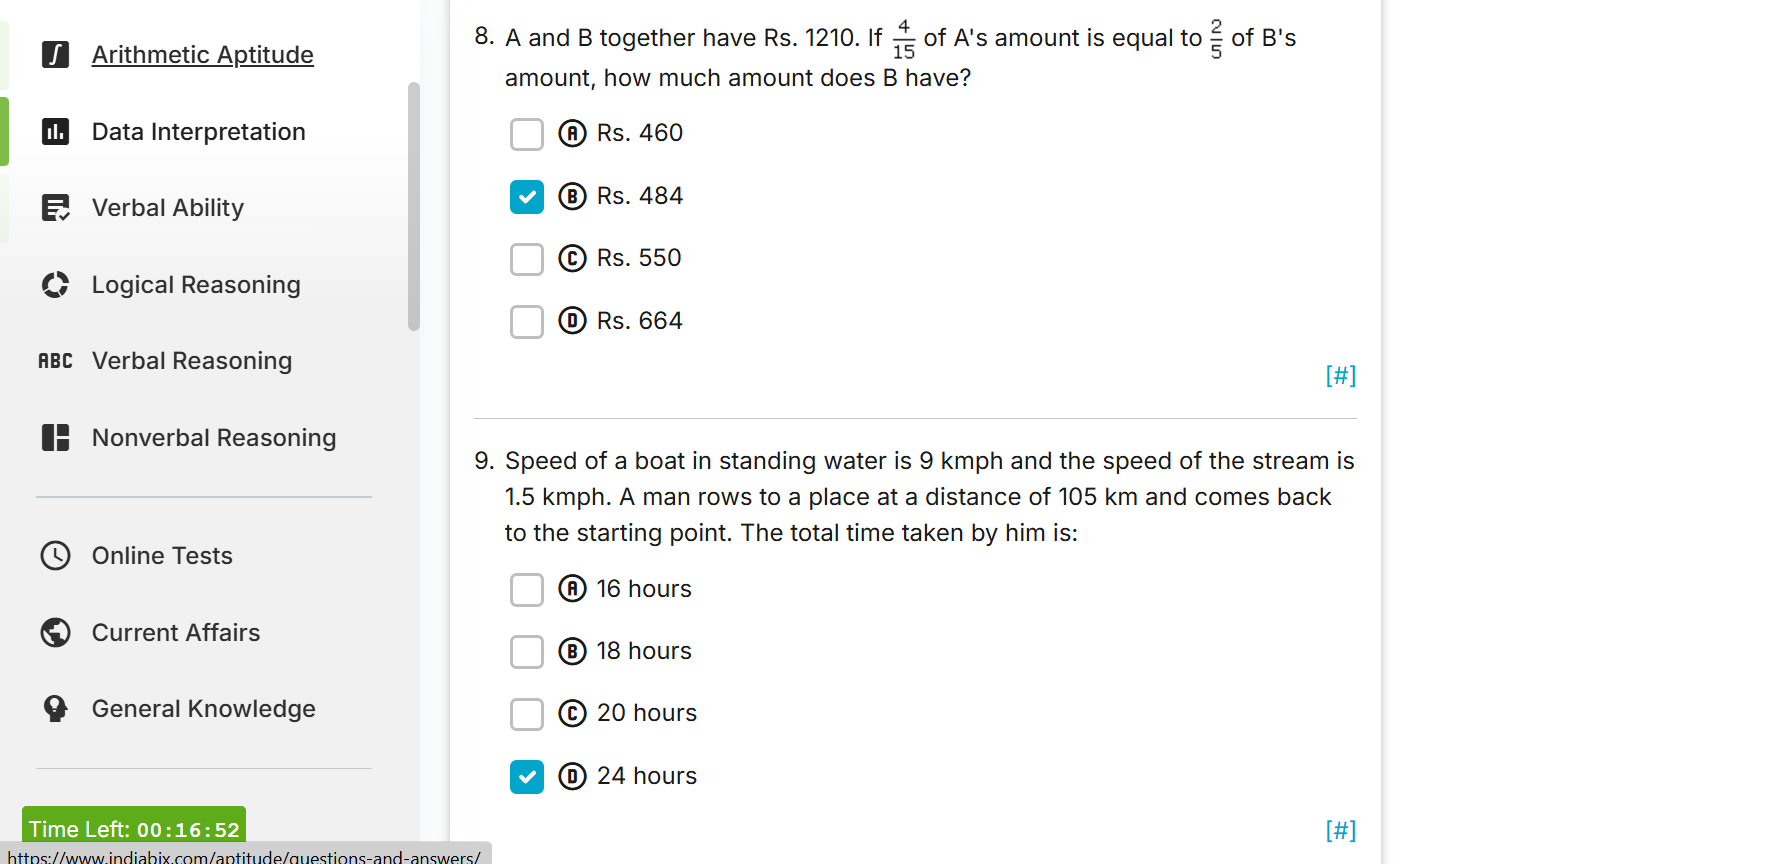 Arithmetic Aptitude
Data Interpretation
Verbal Ability
Logical Reasoning
ABC Verbal Reasoning
Nonverbal Reasoning
Online Tests
Current Affairs
General Knowledge
Time Left: 00:16:52
https://www.indiabix.com/aptitude/questions-and-answers/
8. A and B together have Rs. 1210. If 4/15 of A's amount is equal to 2/5 of B's
amount, how much amount does B have?
A Rs. 460
B Rs. 484
C Rs. 550
D Rs. 664
[#]
9. Speed of a boat in standing water is 9 kmph and the speed of the stream is
1.5 kmph. A man rows to a place at a distance of 105 km and comes back
to the starting point. The total time taken by him is:
A 16 hours
B 18 hours
C 20 hours
D 24 hours
[#]